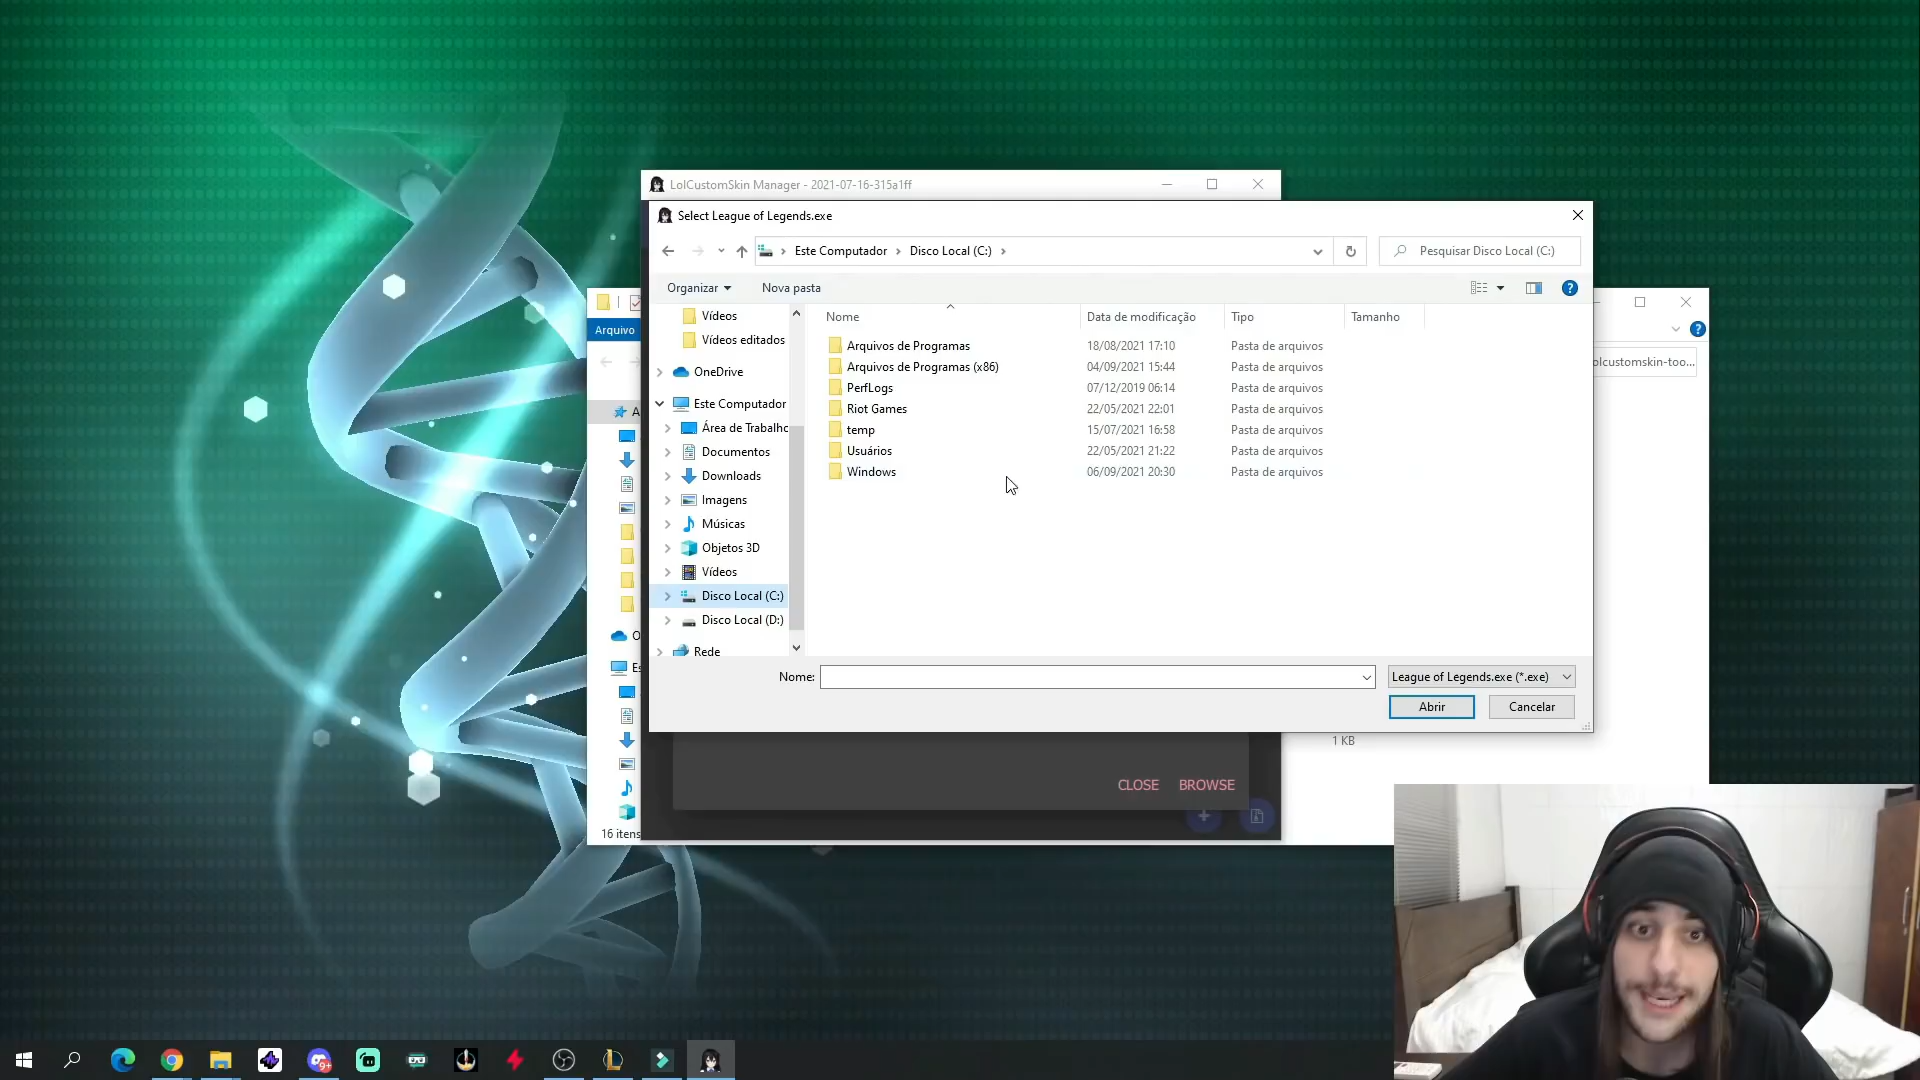 LolCustomSkin Manager - 2021-07-16-315a1ff
Select League of Legends.exe
Este Computador
Disco Local (C:)
Pesquisar Disco Local (C:)
Organizar
Nova pasta
Arquivo
Vídeos
Vídeos editados
OneDrive
Este Computador
Área de Trabalho
Documentos
Downloads
Imagens
Músicas
Objetos 3D
Vídeos
Disco Local (C:)
Disco Local (D:)
Rede
Nome Data de modificação Tipo Tamanho
Arquivos de Programas 18/08/2021 17:10 Pasta de arquivos
Arquivos de Programas (x86) 04/09/2021 15:44 Pasta de arquivos
PerfLogs 07/12/2019 06:14 Pasta de arquivos
Riot Games 22/05/2021 22:01 Pasta de arquivos
temp 15/07/2021 16:58 Pasta de arquivos
Usuários 22/05/2021 21:22 Pasta de arquivos
Windows 06/09/2021 20:30 Pasta de arquivos
olcustomskin-too...
Nome:
League of Legends.exe (*.exe)
Abrir
Cancelar
1 KB
CLOSE
BROWSE
16 itens
9+